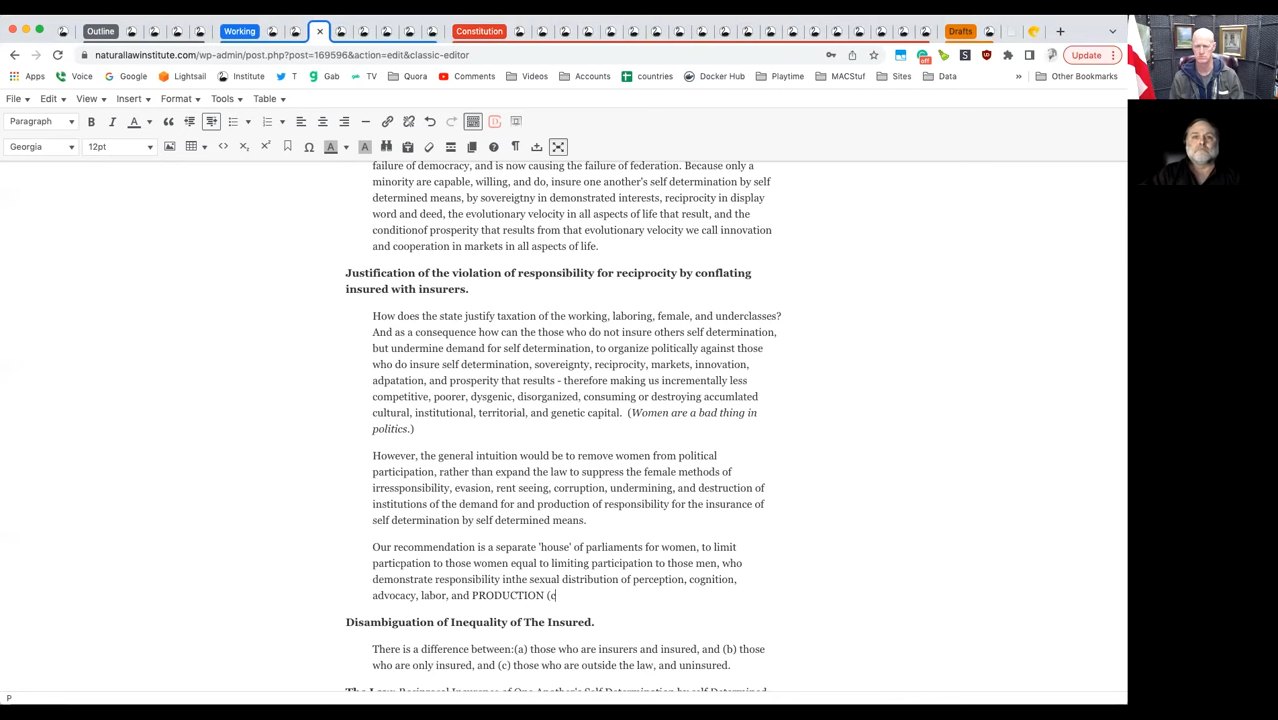 Outline
Working
Constitution
Drafts
naturallawinstitute.com/wp-admin/post.php?post=169596&action=edit&classic-editor
off
Update
Apps
Voice
Google
Lightsail
Institute
T
Gab
TV
Quora
Comments
Videos
Accounts
countries
Docker Hub
Playtime
MACStuf
Sites
Data
»
Other Bookmarks
File
Edit
View
Insert
Format
Tools
Table
Paragraph
Georgia
12pt
failure of democracy, and is now causing the failure of federation. Because only a
minority are capable, willing, and do, insure one another's self determination by self
determined means, by sovereigtny in demonstrated interests, reciprocity in display
word and deed, the evolutionary velocity in all aspects of life that result, and the
conditionof prosperity that results from that evolutionary velocity we call innovation
and cooperation in markets in all aspects of life.
Justification of the violation of responsibility for reciprocity by conflating
insured with insurers.
How does the state justify taxation of the working, laboring, female, and underclasses?
And as a consequence how can the those who do not insure others self determination,
but undermine demand for self determination, to organize politically against those
who do insure self determination, sovereignty, reciprocity, markets, innovation,
adpatation, and prosperity that results - therefore making us incrementally less
competitive, poorer, dysgenic, disorganized, consuming or destroying accumlated
cultural, institutional, territorial, and genetic capital. (Women are a bad thing in
politics.)
However, the general intuition would be to remove women from political
participation, rather than expand the law to suppress the female methods of
irressponsibility, evasion, rent seeing, corruption, undermining, and destruction of
institutions of the demand for and production of responsibility for the insurance of
self determination by self determined means.
Our recommendation is a separate 'house' of parliaments for women, to limit
particpation to those women equal to limiting participation to those men, who
demonstrate responsibility inthe sexual distribution of perception, cognition,
advocacy, labor, and PRODUCTION (c
Disambiguation of Inequality of The Insured.
There is a difference between:(a) those who are insurers and insured, and (b) those
who are only insured, and (c) those who are outside the law, and uninsured.
The Law: Reciprocal Insurance of One Another's Self Determination by self Determined
P